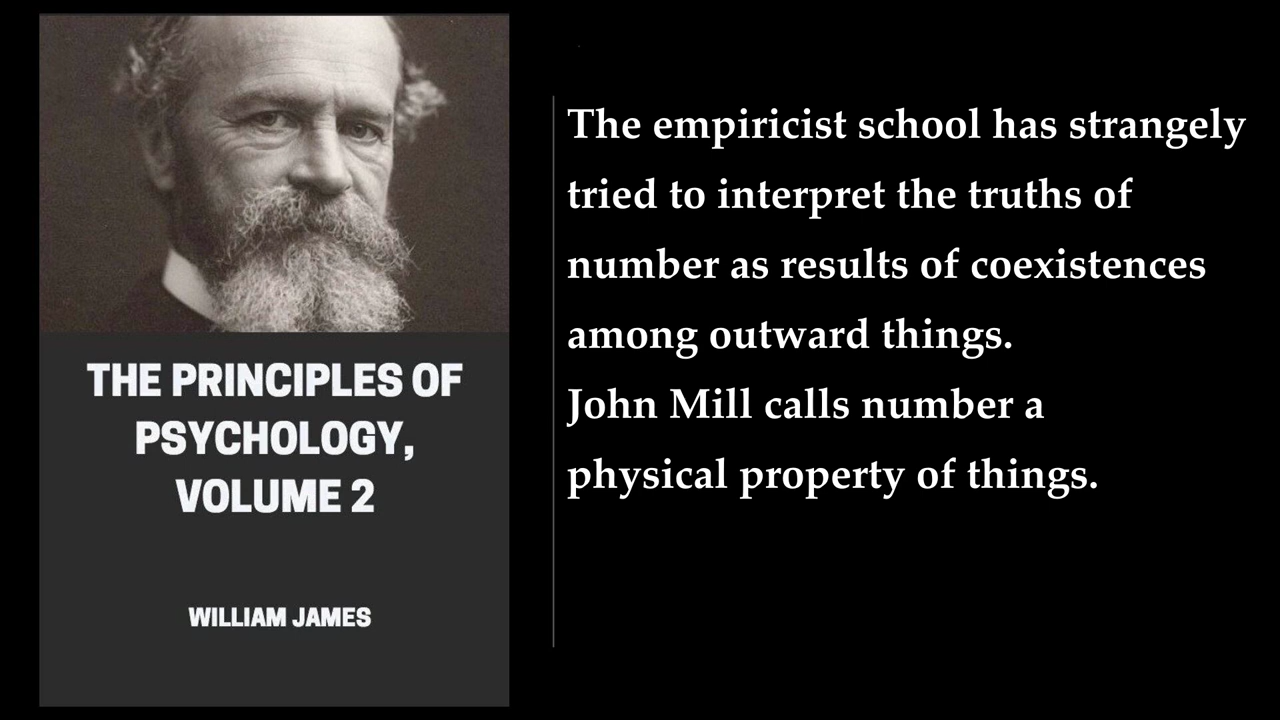 THE PRINCIPLES OF
PSYCHOLOGY,
VOLUME 2
WILLIAM JAMES
The empiricist school has strangely
tried to interpret the truths of
number as results of coexistences
among outward things.
John Mill calls number a
physical property of things.